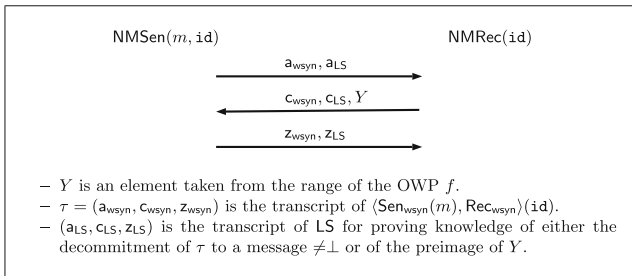 NMSen(m, id) NMRec(id)
a_wsyn, a_LS
c_wsyn, c_LS, Y
z_wsyn, z_LS
– Y is an element taken from the range of the OWP f.
– τ = (a_wsyn, c_wsyn, z_wsyn) is the transcript of ⟨Sen_wsyn(m), Rec_wsyn⟩(id).
– (a_LS, c_LS, z_LS) is the transcript of LS for proving knowledge of either the
decommitment of τ to a message ≠⊥ or of the preimage of Y.